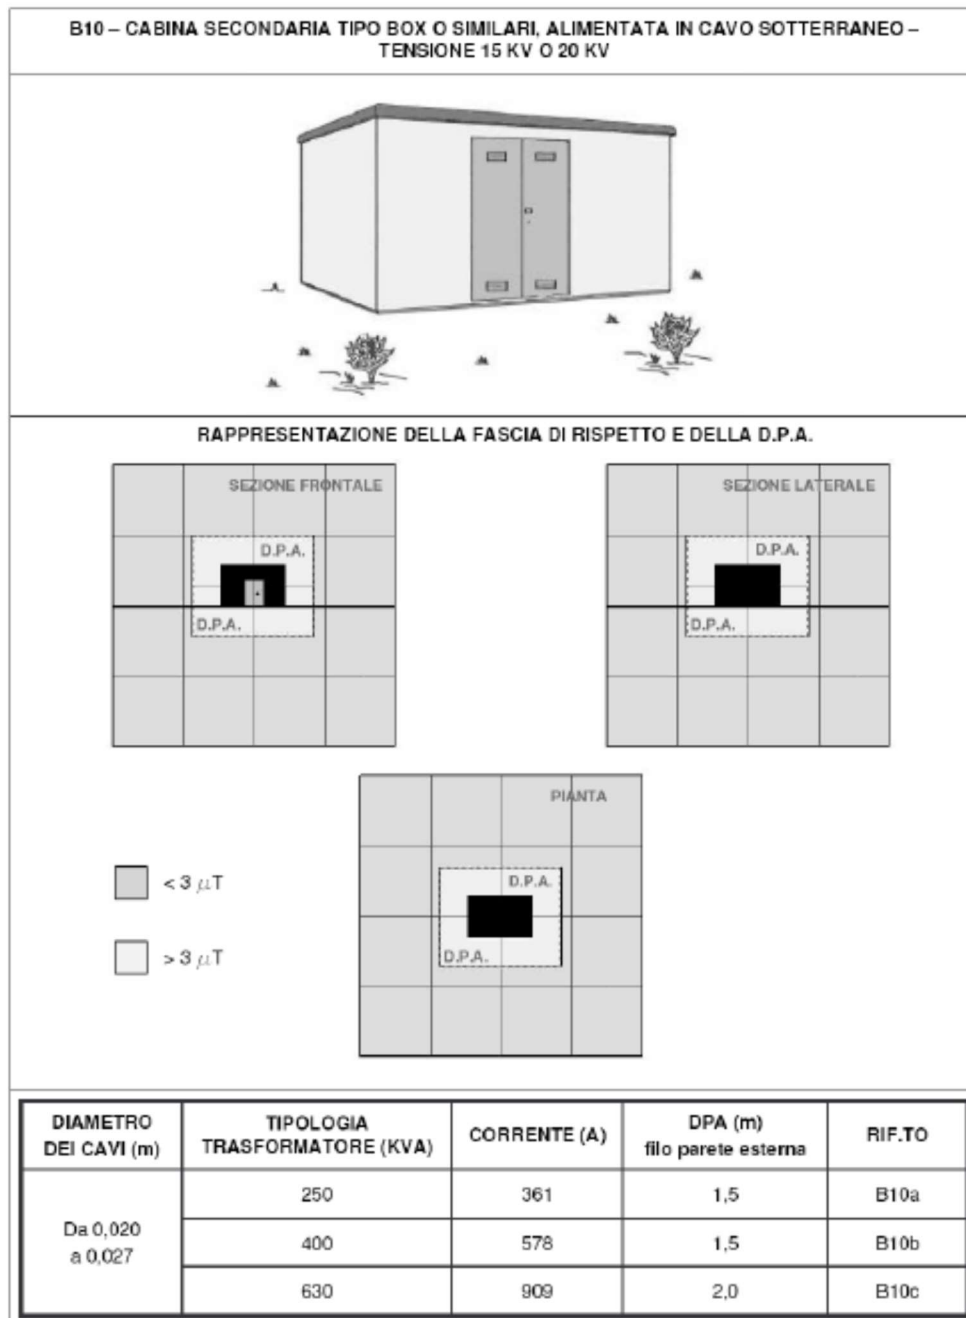 B10 – CABINA SECONDARIA TIPO BOX O SIMILARI, ALIMENTATA IN CAVO SOTTERRANEO –
TENSIONE 15 KV O 20 KV
RAPPRESENTAZIONE DELLA FASCIA DI RISPETTO E DELLA D.P.A.
SEZIONE FRONTALE
D.P.A.
D.P.A.
SEZIONE LATERALE
D.P.A.
D.P.A.
PIANTA
D.P.A.
D.P.A.
< 3 μT
> 3 μT
DIAMETRO
DEI CAVI (m)
TIPOLOGIA
TRASFORMATORE (KVA)
CORRENTE (A)
DPA (m)
filo parete esterna
RIF.TO
Da 0,020
a 0,027
250 361 1,5 B10a
400 578 1,5 B10b
630 909 2,0 B10c